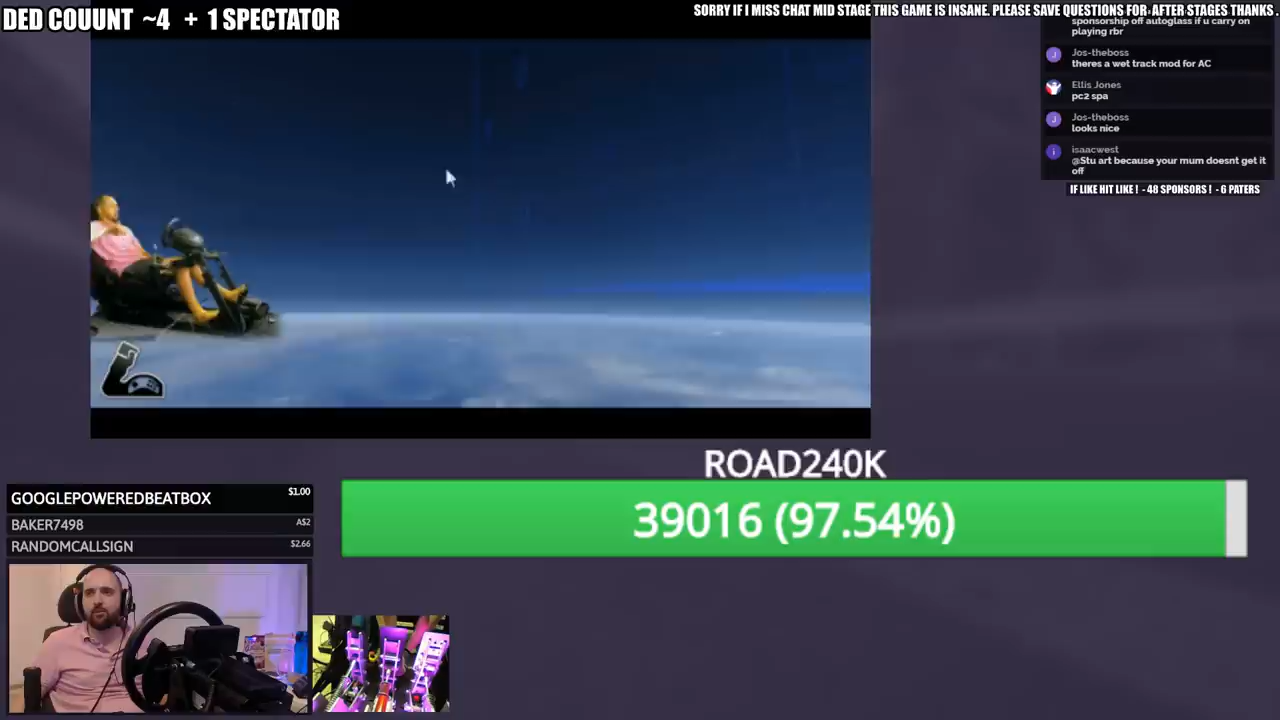 DED COUUNT ~4 + 1 SPECTATOR
SORRY IF I MISS CHAT MID STAGE THIS GAME IS INSANE. PLEASE SAVE QUESTIONS FOR AFTER STAGES THANKS .
sponsorship off autoglass if u carry on
playing rbr
Jos-theboss
theres a wet track mod for AC
Ellis Jones
pc2 spa
Jos-theboss
looks nice
isaacwest
@Stu art because your mum doesnt get it
off
IF LIKE HIT LIKE ! - 48 SPONSORS ! - 6 PATERS
ROAD240K
39016 (97.54%)
GOOGLEPOWEREDBEATBOX $1.00
BAKER7498 A$2
RANDOMCALLSIGN $2.66